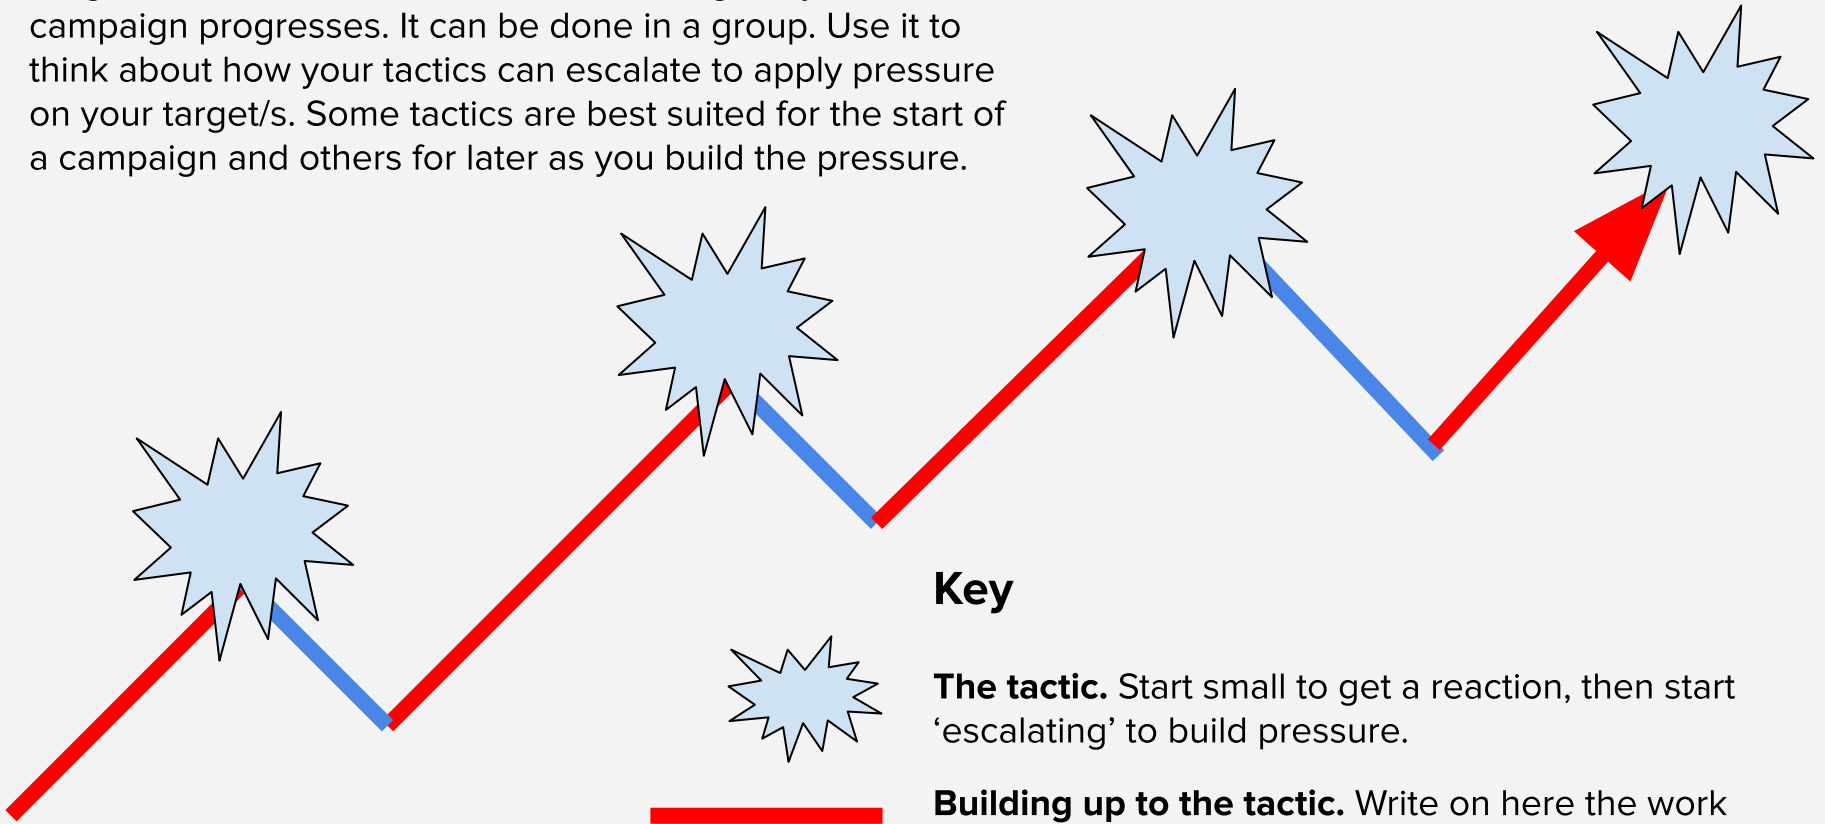 campaign progresses. It can be done in a group. Use it to
think about how your tactics can escalate to apply pressure
on your target/s. Some tactics are best suited for the start of
a campaign and others for later as you build the pressure.
Key
The tactic. Start small to get a reaction, then start
‘escalating’ to build pressure.
Building up to the tactic. Write on here the work